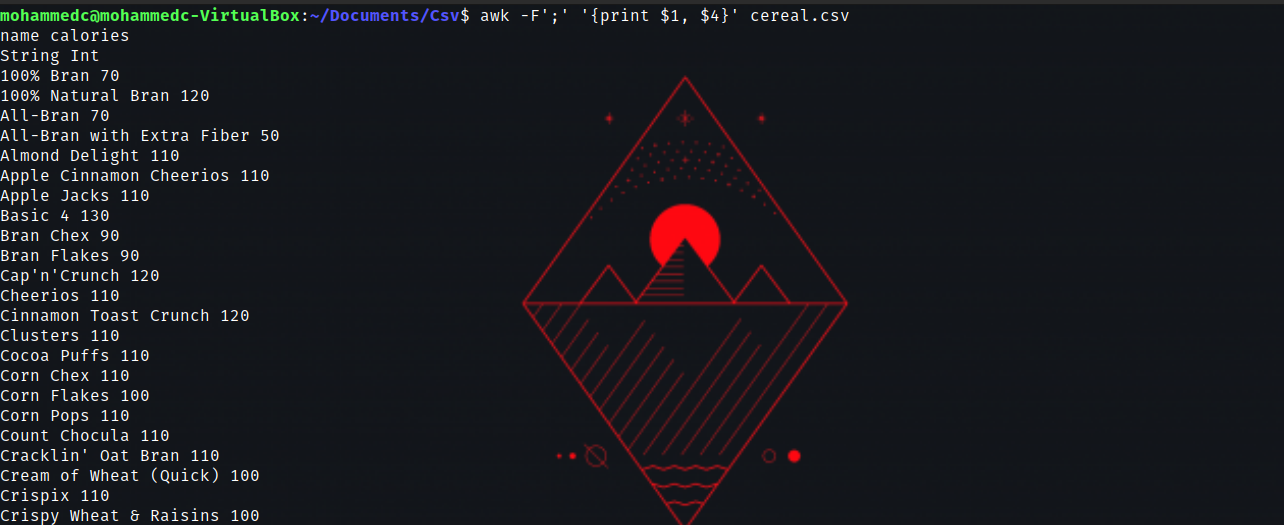 mohammedc@mohammedc-VirtualBox:~/Documents/Csv$ awk -F';' '{print $1, $4}' cereal.csv
name calories
String Int
100% Bran 70
100% Natural Bran 120
All-Bran 70
All-Bran with Extra Fiber 50
Almond Delight 110
Apple Cinnamon Cheerios 110
Apple Jacks 110
Basic 4 130
Bran Chex 90
Bran Flakes 90
Cap'n'Crunch 120
Cheerios 110
Cinnamon Toast Crunch 120
Clusters 110
Cocoa Puffs 110
Corn Chex 110
Corn Flakes 100
Corn Pops 110
Count Chocula 110
Cracklin' Oat Bran 110
Cream of Wheat (Quick) 100
Crispix 110
Crispy Wheat & Raisins 100